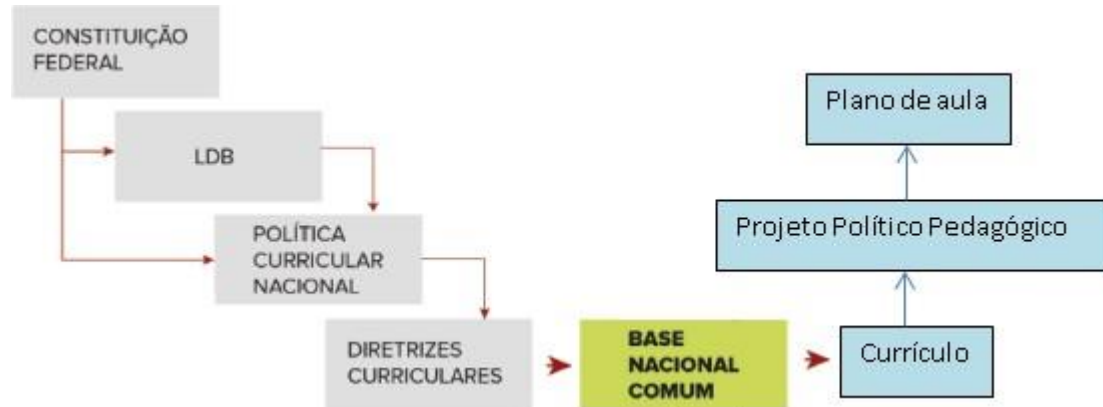 CONSTITUIÇÃO
FEDERAL
LDB
POLÍTICA
CURRICULAR
NACIONAL
DIRETRIZES
CURRICULARES
BASE
NACIONAL
COMUM
Currículo
Projeto Político Pedagógico
Plano de aula